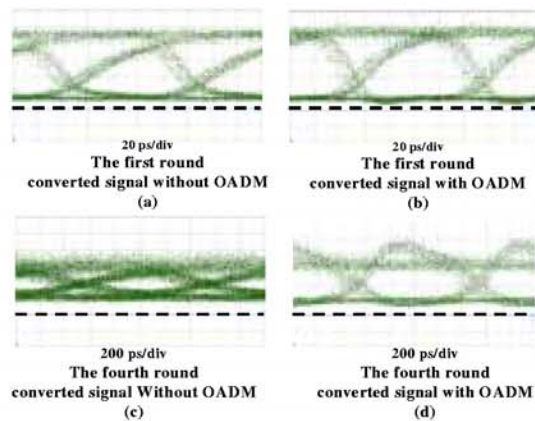 20 ps/div
The first round
converted signal without OADM
(a)
20 ps/div
The first round
converted signal with OADM
(b)
200 ps/div
The fourth round
converted signal Without OADM
(c)
200 ps/div
The fourth round
converted signal with OADM
(d)